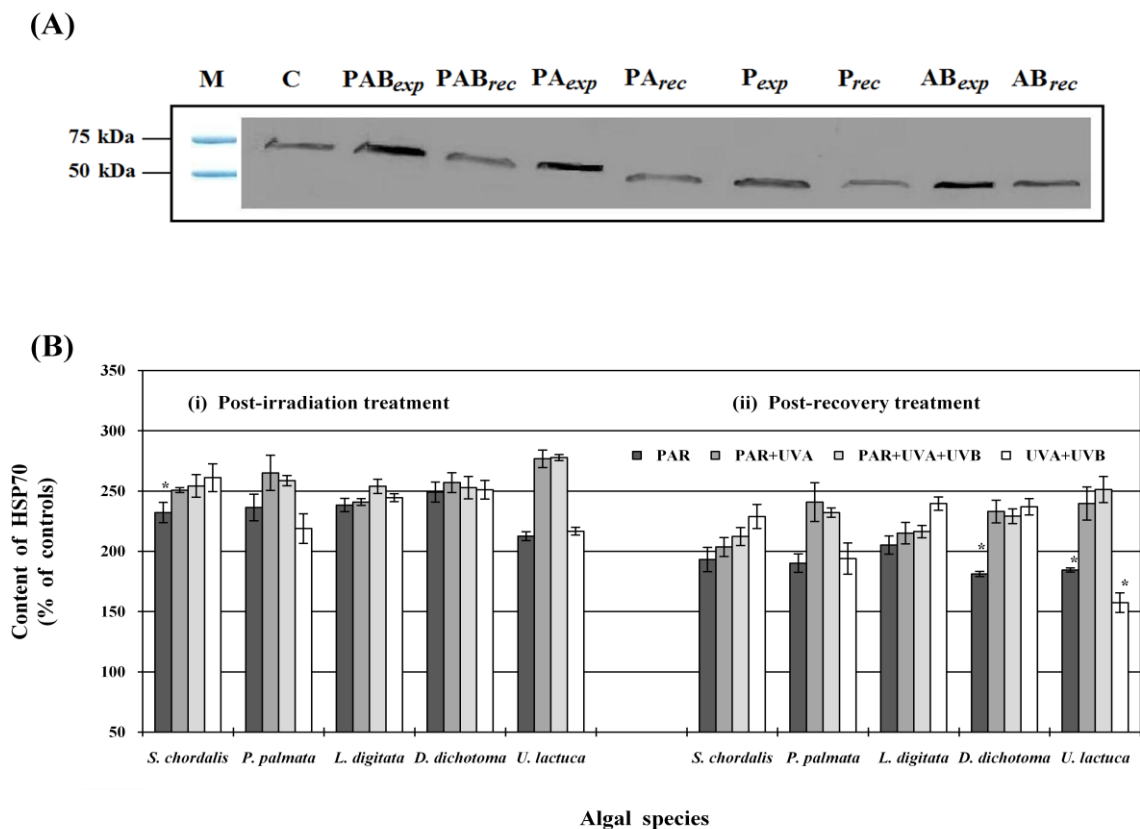 (A)
M C PABexp PABrec PAexp PArec Pexp Prec ABexp ABrec
75 kDa
50 kDa
(B)
350
300
250
200
150
100
50
Content of HSP70
(% of controls)
(i) Post-irradiation treatment
(ii) Post-recovery treatment
PAR PAR+UVA PAR+UVA+UVB UVA+UVB
*
*
*
*
S. chordalis P. palmata L. digitata D. dichotoma U. lactuca S. chordalis P. palmata L. digitata D. dichotoma U. lactuca
Algal species